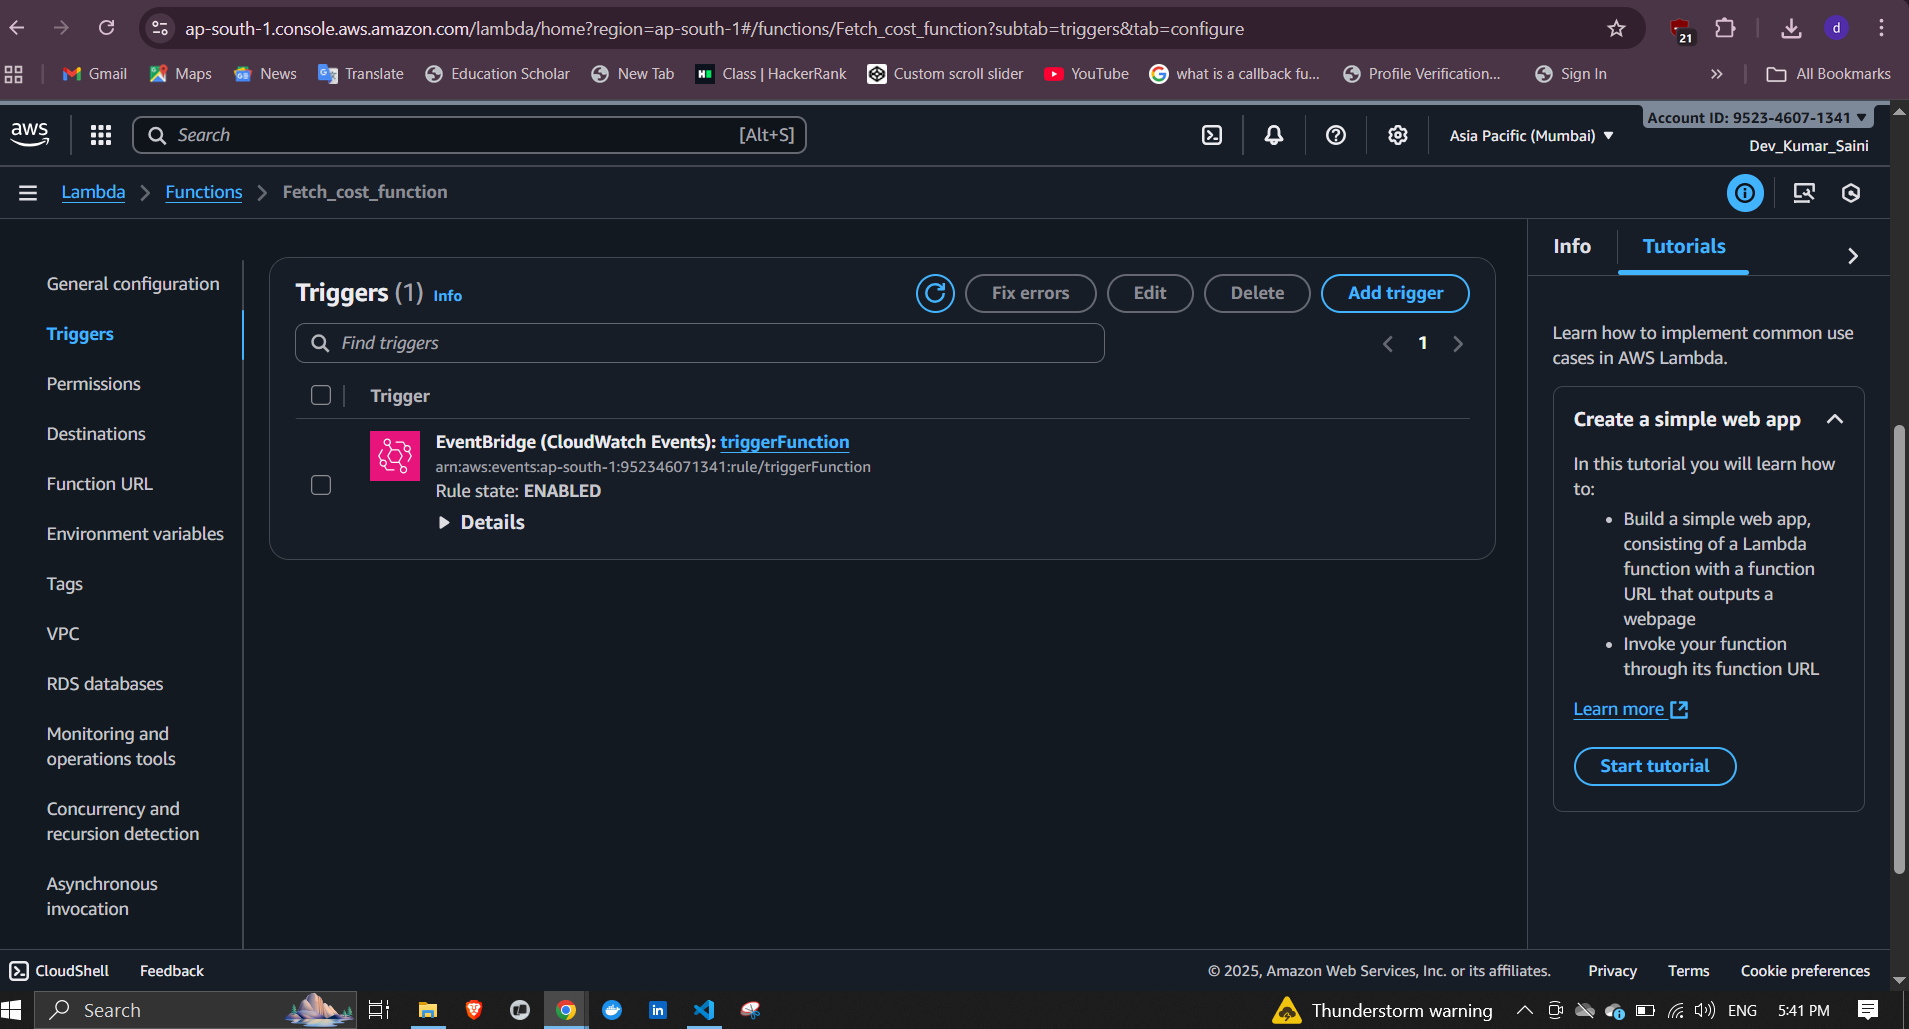 ap-south-1.console.aws.amazon.com/lambda/home?region=ap-south-1#/functions/Fetch_cost_function?subtab=triggers&tab=configure
21
d
Gmail
Maps
News
Translate
Education Scholar
New Tab
Class | HackerRank
Custom scroll slider
YouTube
what is a callback fu...
Profile Verification...
Sign In
All Bookmarks
aws
Search
[Alt+S]
Asia Pacific (Mumbai)
Account ID: 9523-4607-1341
Dev_Kumar_Saini
Lambda
Functions
Fetch_cost_function
General configuration
Triggers
Permissions
Destinations
Function URL
Environment variables
Tags
VPC
RDS databases
Monitoring and
operations tools
Concurrency and
recursion detection
Asynchronous
invocation
Triggers (1) Info
Fix errors
Edit
Delete
Add trigger
Find triggers
1
Trigger
EventBridge (CloudWatch Events): triggerFunction
arn:aws:events:ap-south-1:952346071341:rule/triggerFunction
Rule state: ENABLED
Details
Info
Tutorials
Learn how to implement common use
cases in AWS Lambda.
Create a simple web app
In this tutorial you will learn how
to:
• Build a simple web app,
consisting of a Lambda
function with a function
URL that outputs a
webpage
• Invoke your function
through its function URL
Learn more
Start tutorial
CloudShell
Feedback
© 2025, Amazon Web Services, Inc. or its affiliates.
Privacy
Terms
Cookie preferences
Search
in
Thunderstorm warning
ENG
5:41 PM